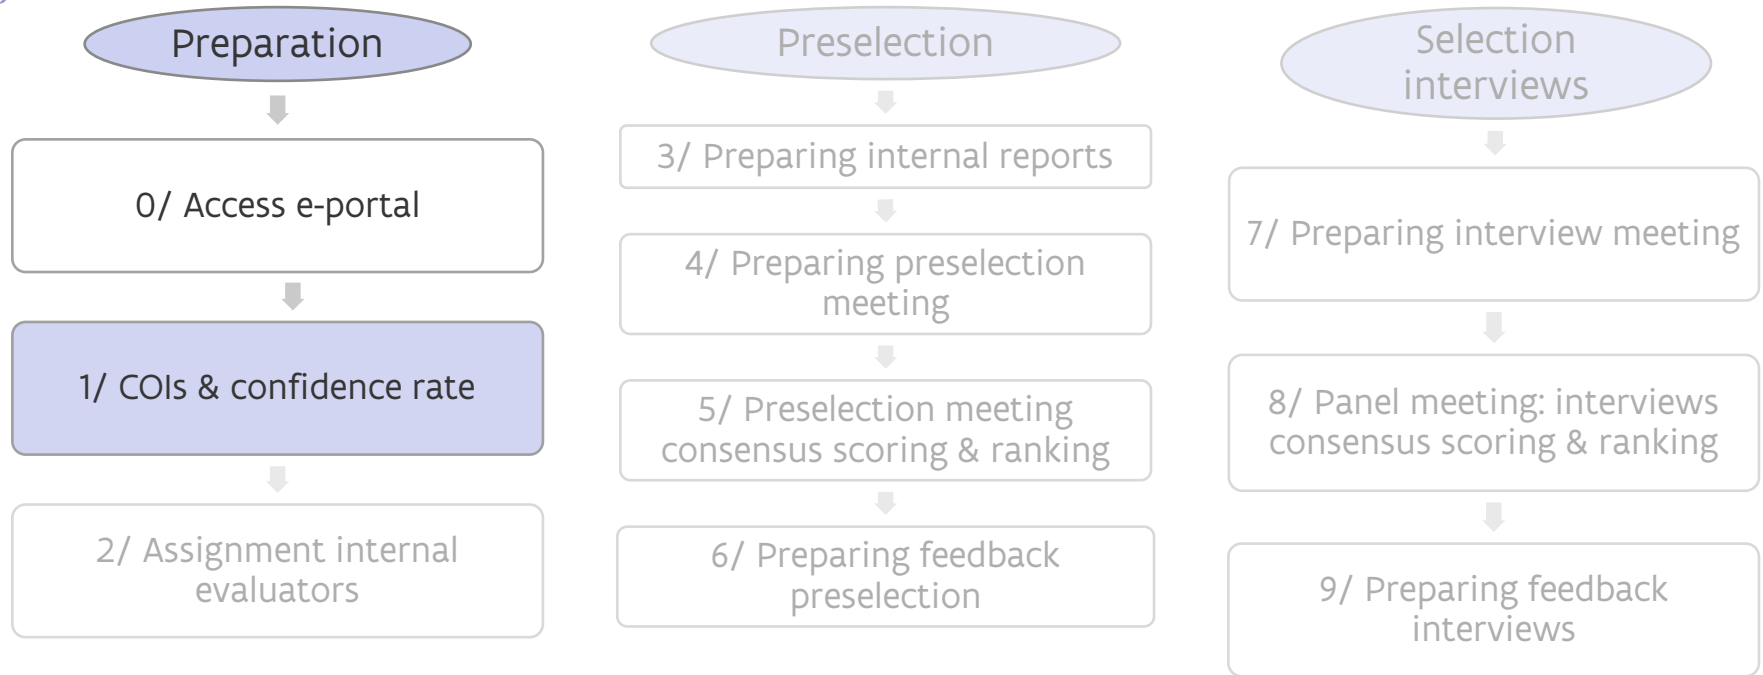 Preparation
0/ Access e-portal
1/ COIs & confidence rate
2/ Assignment internal
evaluators
Preselection
3/ Preparing internal reports
4/ Preparing preselection
meeting
5/ Preselection meeting
consensus scoring & ranking
6/ Preparing feedback
preselection
Selection
interviews
7/ Preparing interview meeting
8/ Panel meeting: interviews
consensus scoring & ranking
9/ Preparing feedback
interviews